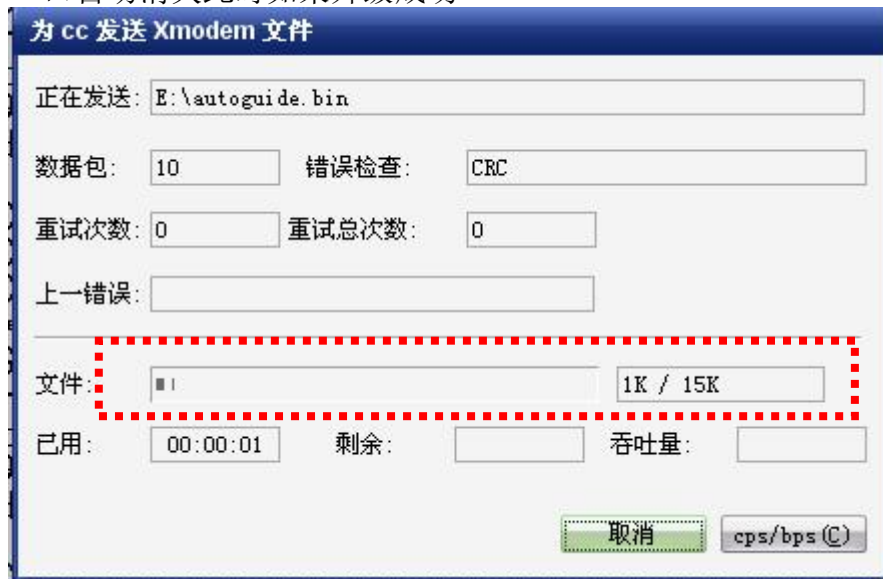 为 cc 发送 Xmodem 文件
正在发送: E:\autoguide.bin
数据包: 10 错误检查: CRC
重试次数: 0 重试总次数: 0
上一错误:
文件: 1K / 15K
已用: 00:00:01 剩余: 吞吐量:
取消 cps/bps(C)